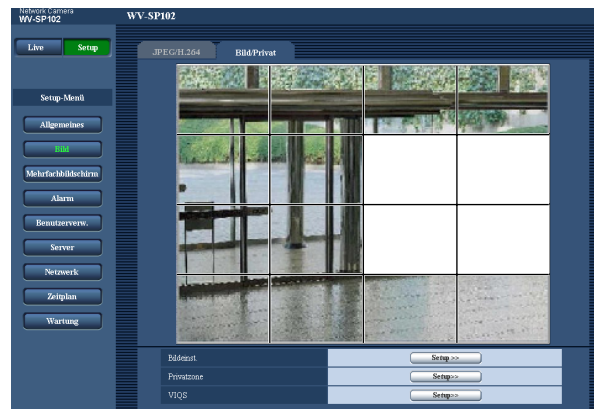 Network Camera
WV-SP102
WV-SP102
Live
Setup
JPEG/H.264
Bild/Privat
Setup-Menü
Allgemeines
Bild
Mehrfachbildschirm
Alarm
Benutzerverw.
Server
Netzwerk
Zeitplan
Wartung
Bildeinst.
Setup >>
Privatzone
Setup>>
VIQS
Setup>>